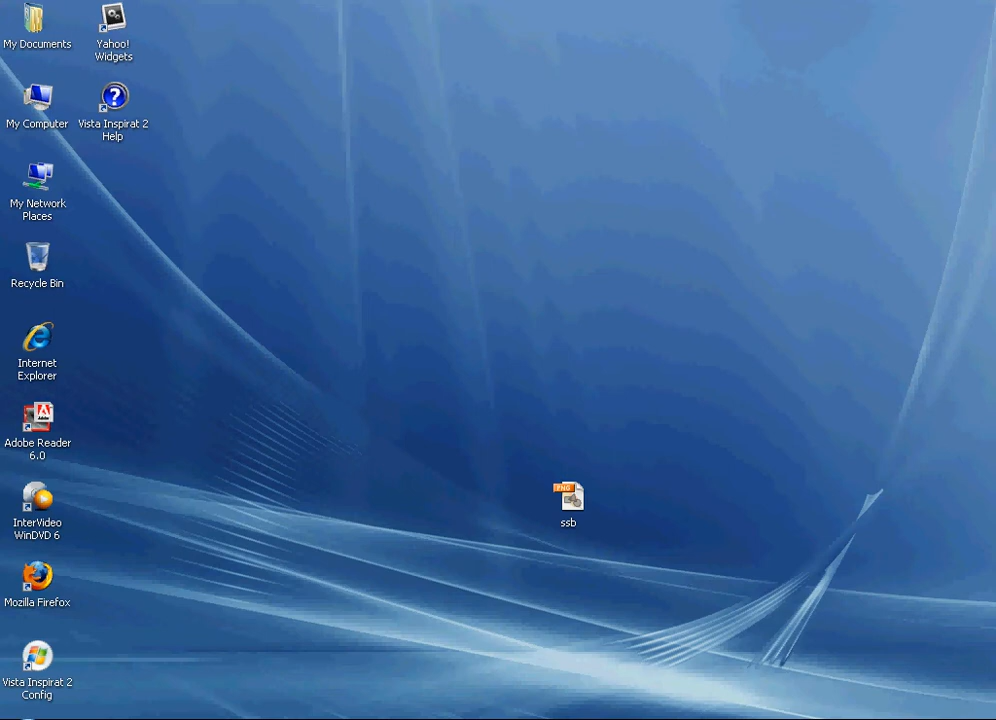 My Documents
Yahoo!
Widgets
My Computer
Vista Inspirat 2
Help
My Network
Places
Recycle Bin
Internet
Explorer
Adobe Reader
6.0
InterVideo
WinDVD 6
Mozilla Firefox
Vista Inspirat 2
Config
PNG
ssb